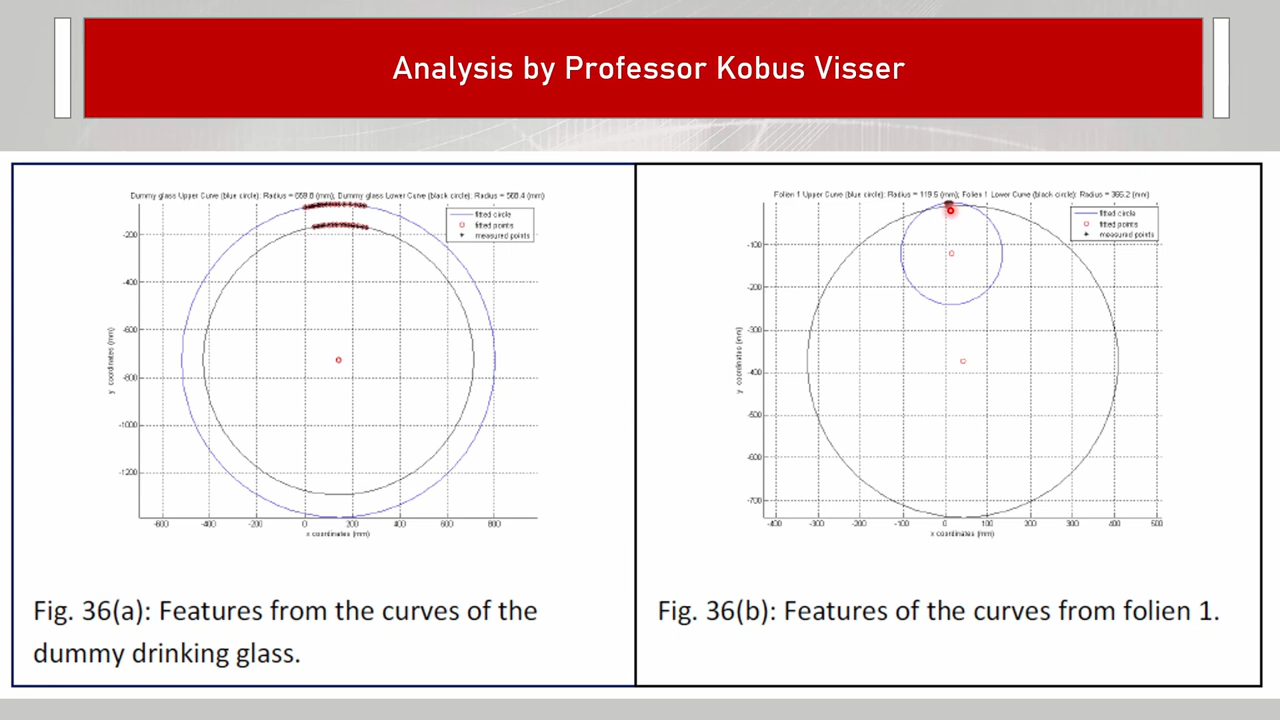 Analysis by Professor Kobus Visser
Dummy glass Upper Curve (blue circle): Radius = 659.8 (mm); Dummy glass Lower Curve (black circle): Radius = 568.4 (mm)
fitted circle
fitted points
measured points
-200
-400
-600
-800
-1000
-1200
y coordinates (mm)
-600 -400 -200 0 200 400 600 800
x coordinates (mm)
Fig. 36(a): Features from the curves of the
dummy drinking glass.
Folien 1 Upper Curve (blue circle): Radius = 119.5 (mm); Folien 1 Lower Curve (black circle): Radius = 365.2 (mm)
fitted circle
fitted points
measured points
-100
-200
-300
-400
-500
-600
-700
y coordinates (mm)
-400 -300 -200 -100 0 100 200 300 400 500
x coordinates (mm)
Fig. 36(b): Features of the curves from folien 1.